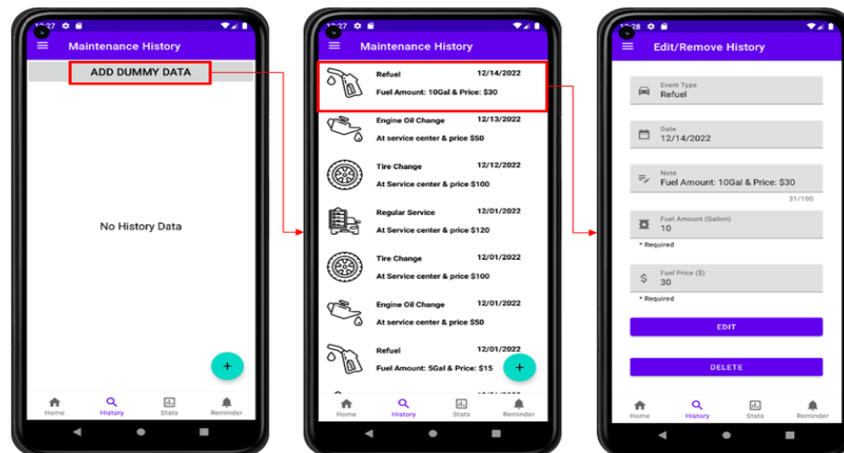 12:27
Maintenance History
ADD DUMMY DATA
No History Data
+
Home
History
Stats
Reminder
Maintenance History
Refuel 12/14/2022
Fuel Amount: 10Gal & Price: $30
Engine Oil Change 12/13/2022
At service center & price $50
Tire Change 12/12/2022
At Service center & price $100
Regular Service 12/01/2022
At Service center & price $120
Tire Change 12/01/2022
At Service center & price $100
Engine Oil Change 12/01/2022
At service center & price $50
Refuel 12/01/2022
Fuel Amount: 5Gal & Price: $15
+
Home
History
Stats
Reminder
Edit/Remove History
Event Type
Refuel
Date
12/14/2022
Note
Fuel Amount: 10Gal & Price: $30
31/100
Fuel Amount (Gallon)
10
* Required
Fuel Price ($)
30
* Required
EDIT
DELETE
Home
History
Stats
Reminder